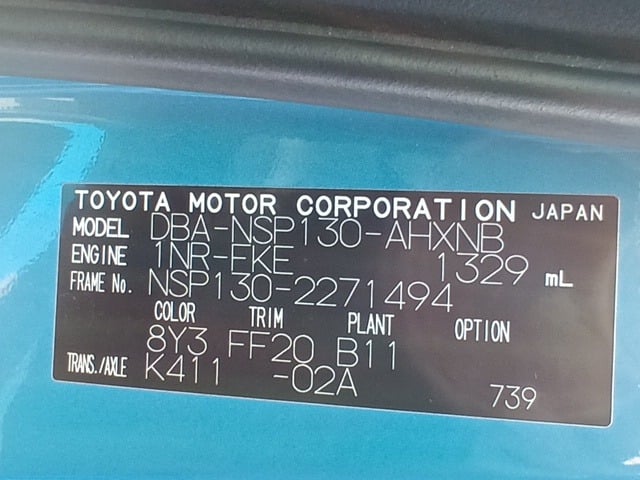 TOYOTA MOTOR CORPORATION JAPAN
MODEL DBA-NSP130-AHXNB
ENGINE 1NR-FKE 1329 mL
FRAME No. NSP130-2271494
COLOR TRIM PLANT OPTION
8Y3 FF20 B11
TRANS./AXLE K411 -02A 739